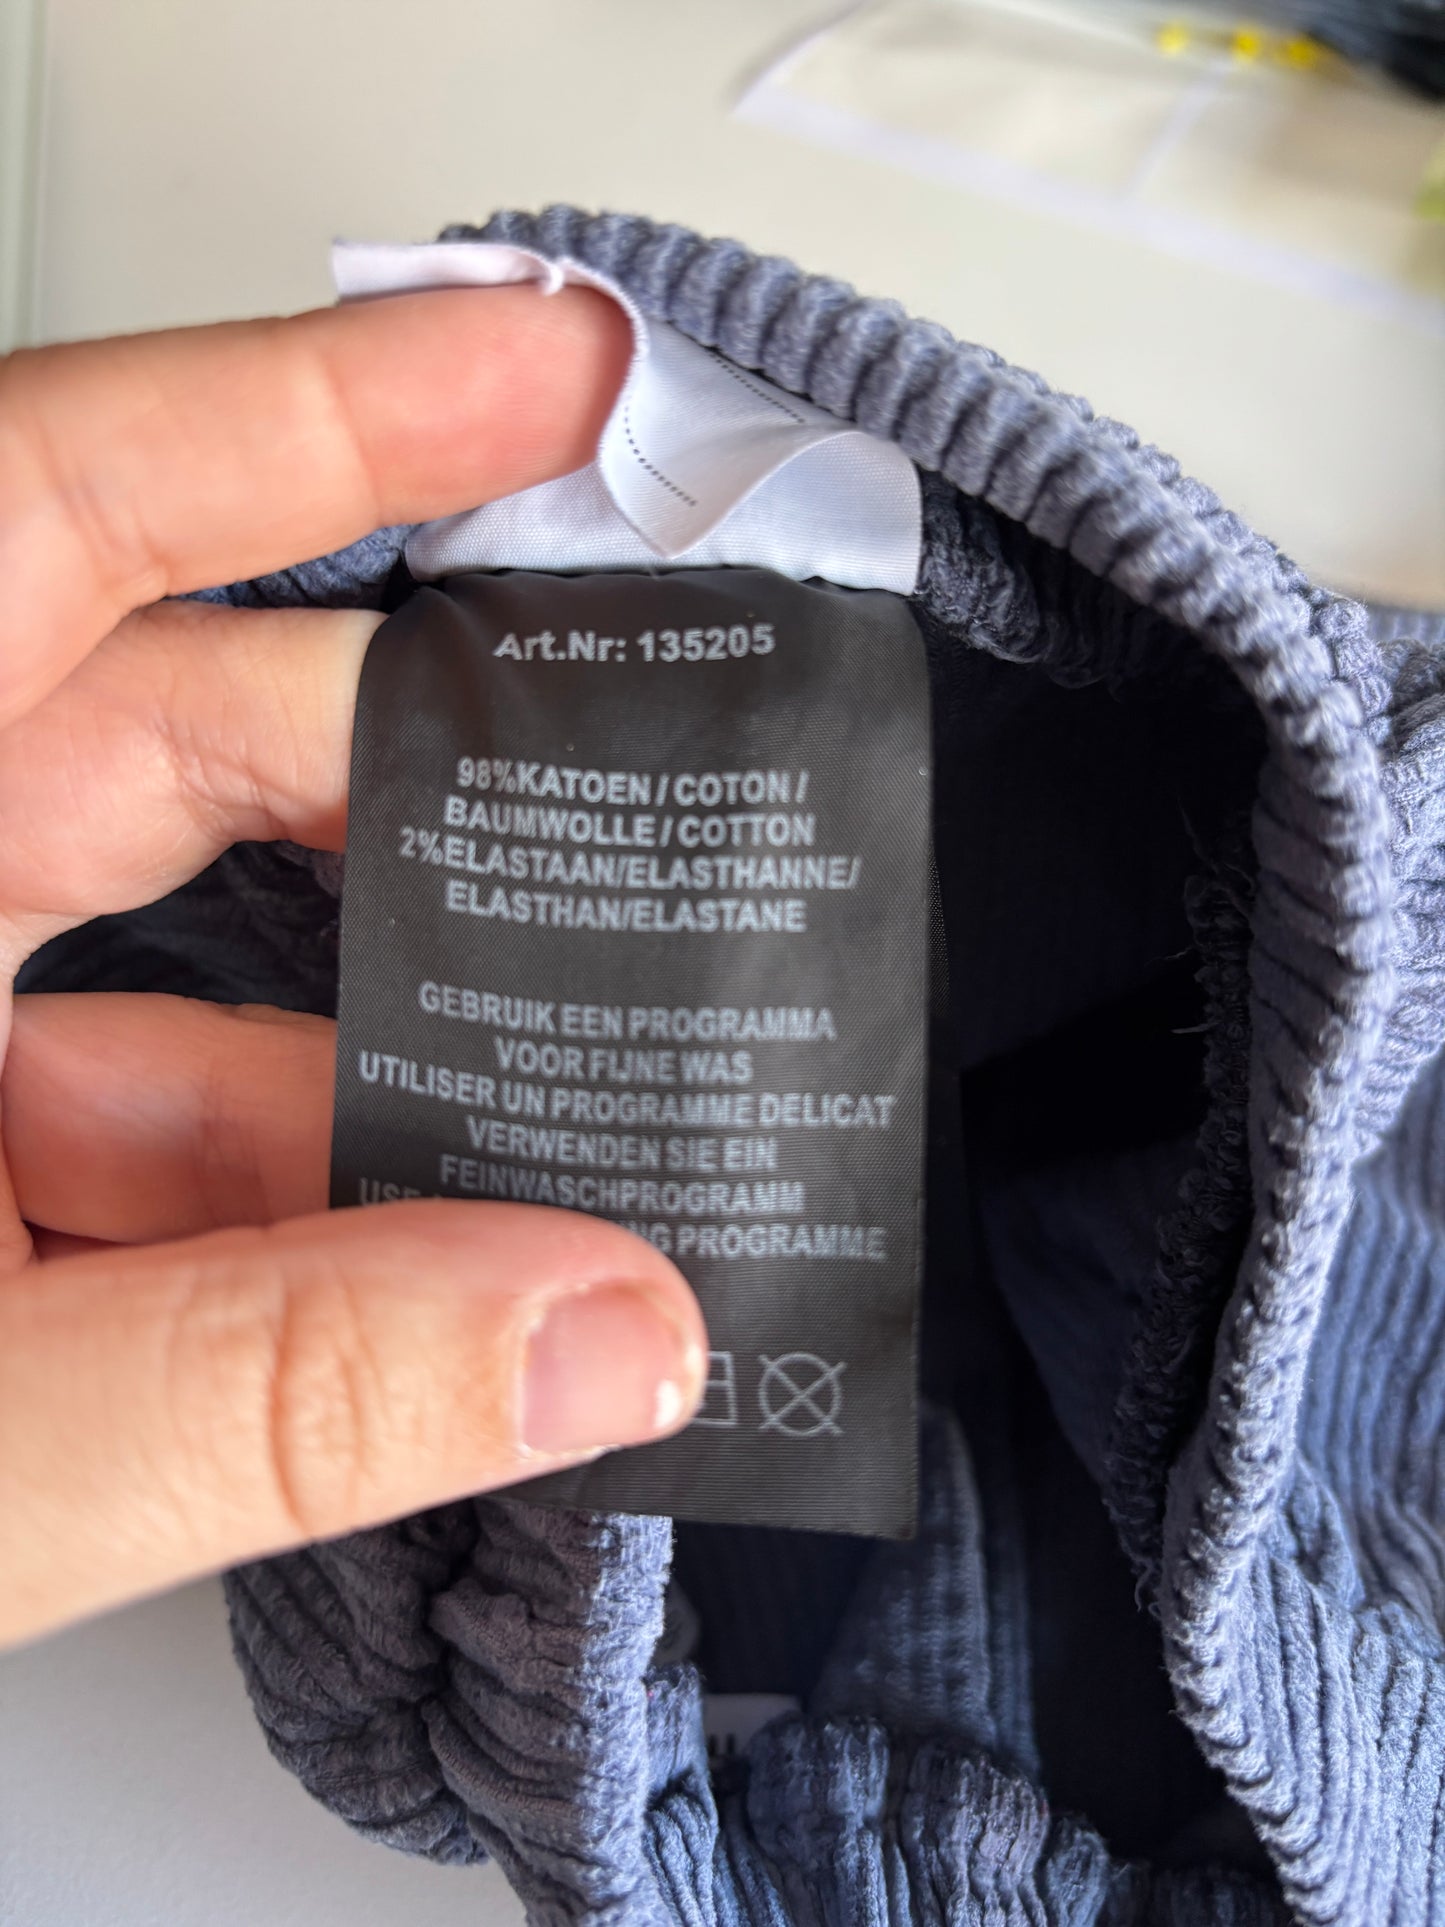 Art.Nr: 135205
98%KATOEN/COTON/
BAUMWOLLE/COTTON
2%ELASTAAN/ELASTHANNE/
ELASTHAN/ELASTANE
GEBRUIK EEN PROGRAMMA
VOOR FIJNE WAS
UTILISER UN PROGRAMME DELICAT
VERWENDEN SIE EIN
FEINWASCHPROGRAMM
USE
PROGRAMME